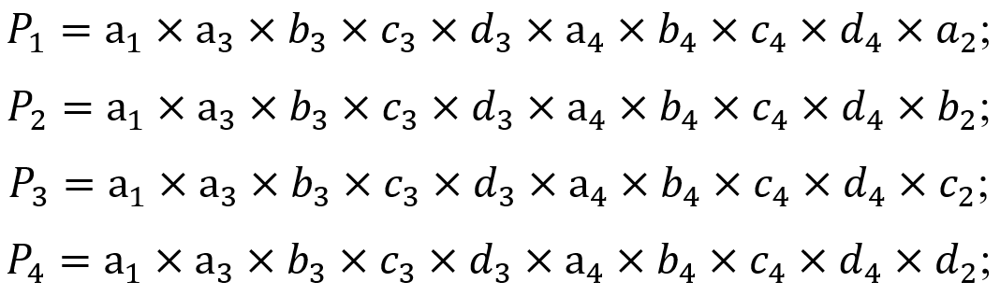 P₁ = a₁ × a₃ × b₃ × c₃ × d₃ × a₄ × b₄ × c₄ × d₄ × a₂;
P₂ = a₁ × a₃ × b₃ × c₃ × d₃ × a₄ × b₄ × c₄ × d₄ × b₂;
P₃ = a₁ × a₃ × b₃ × c₃ × d₃ × a₄ × b₄ × c₄ × d₄ × c₂;
P₄ = a₁ × a₃ × b₃ × c₃ × d₃ × a₄ × b₄ × c₄ × d₄ × d₂;